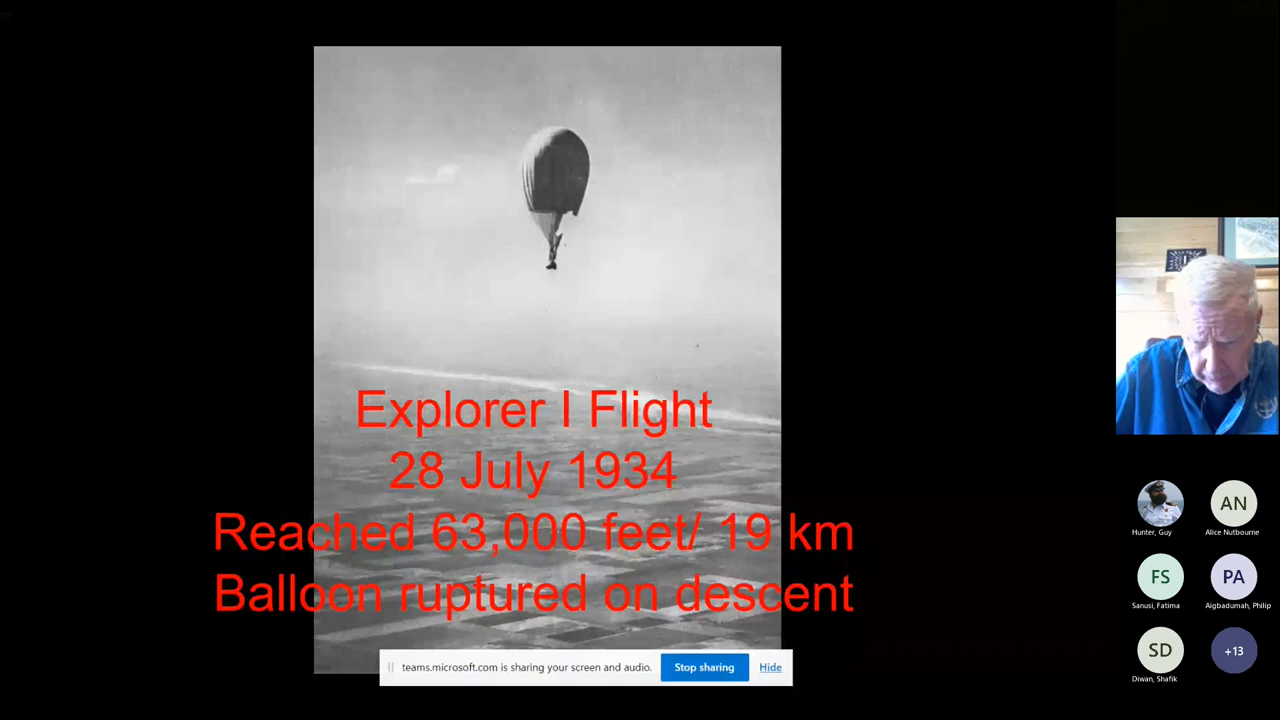 Explorer I Flight
28 July 1934
Reached 63,000 feet/ 19 km
Balloon ruptured on descent
teams.microsoft.com is sharing your screen and audio.
Stop sharing
Hide
Hunter, Guy
AN
Alice Nutbourne
FS
Sanusi, Fatima
PA
Aigbadumah, Philip
SD
Diwan, Shafik
+13